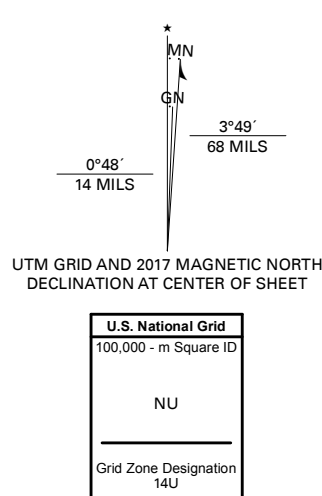 ★
MN
GN
3°49´
68 MILS
0°48´
14 MILS
UTM GRID AND 2017 MAGNETIC NORTH
DECLINATION AT CENTER OF SHEET
U.S. National Grid
100,000 - m Square ID
NU
Grid Zone Designation
14U